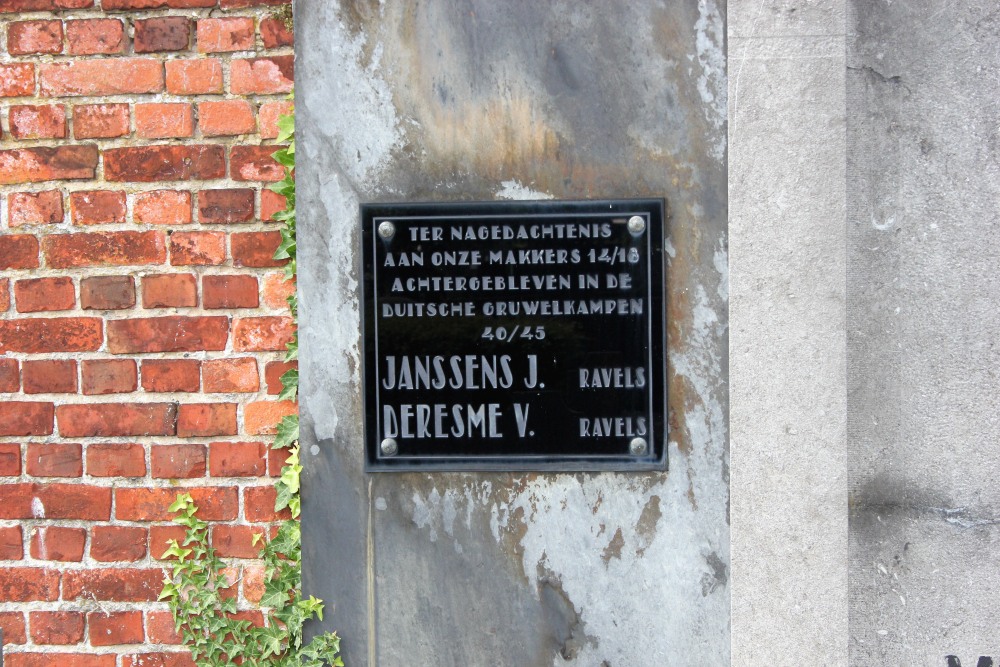 TER NAGEDACHTENIS
AAN ONZE MAKKERS 14/18
ACHTERGEBLEVEN IN DE
DUITSCHE GRUWELKAMPEN
40/45
JANSSENS J. RAVELS
DERESME V. RAVELS